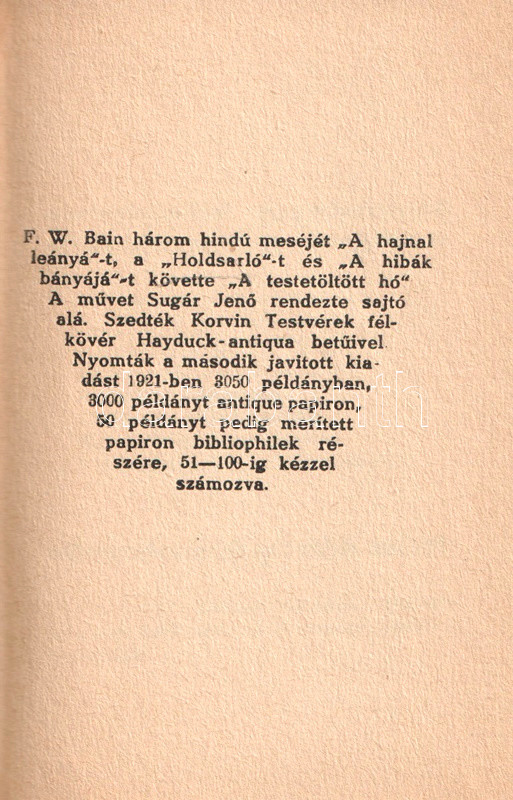 F. W. Bain három hindú meséjét „A hajnal
leányá“-t, a „Holdsarló“-t és „A hibák
bányájá“-t követte „A testetöltött hó“
A művet Sugár Jenő rendezte sajtó
alá. Szedték Korvin Testvérek fél-
kövér Hayduck-antiqua betűivel
Nyomták a második javitott kia-
dást 1921-ben 3050 példányban,
3000 példányt antique papiron,
50 példányt pedig merített
papiron bibliophilek ré-
szére, 51—100-ig kézzel
számozva.